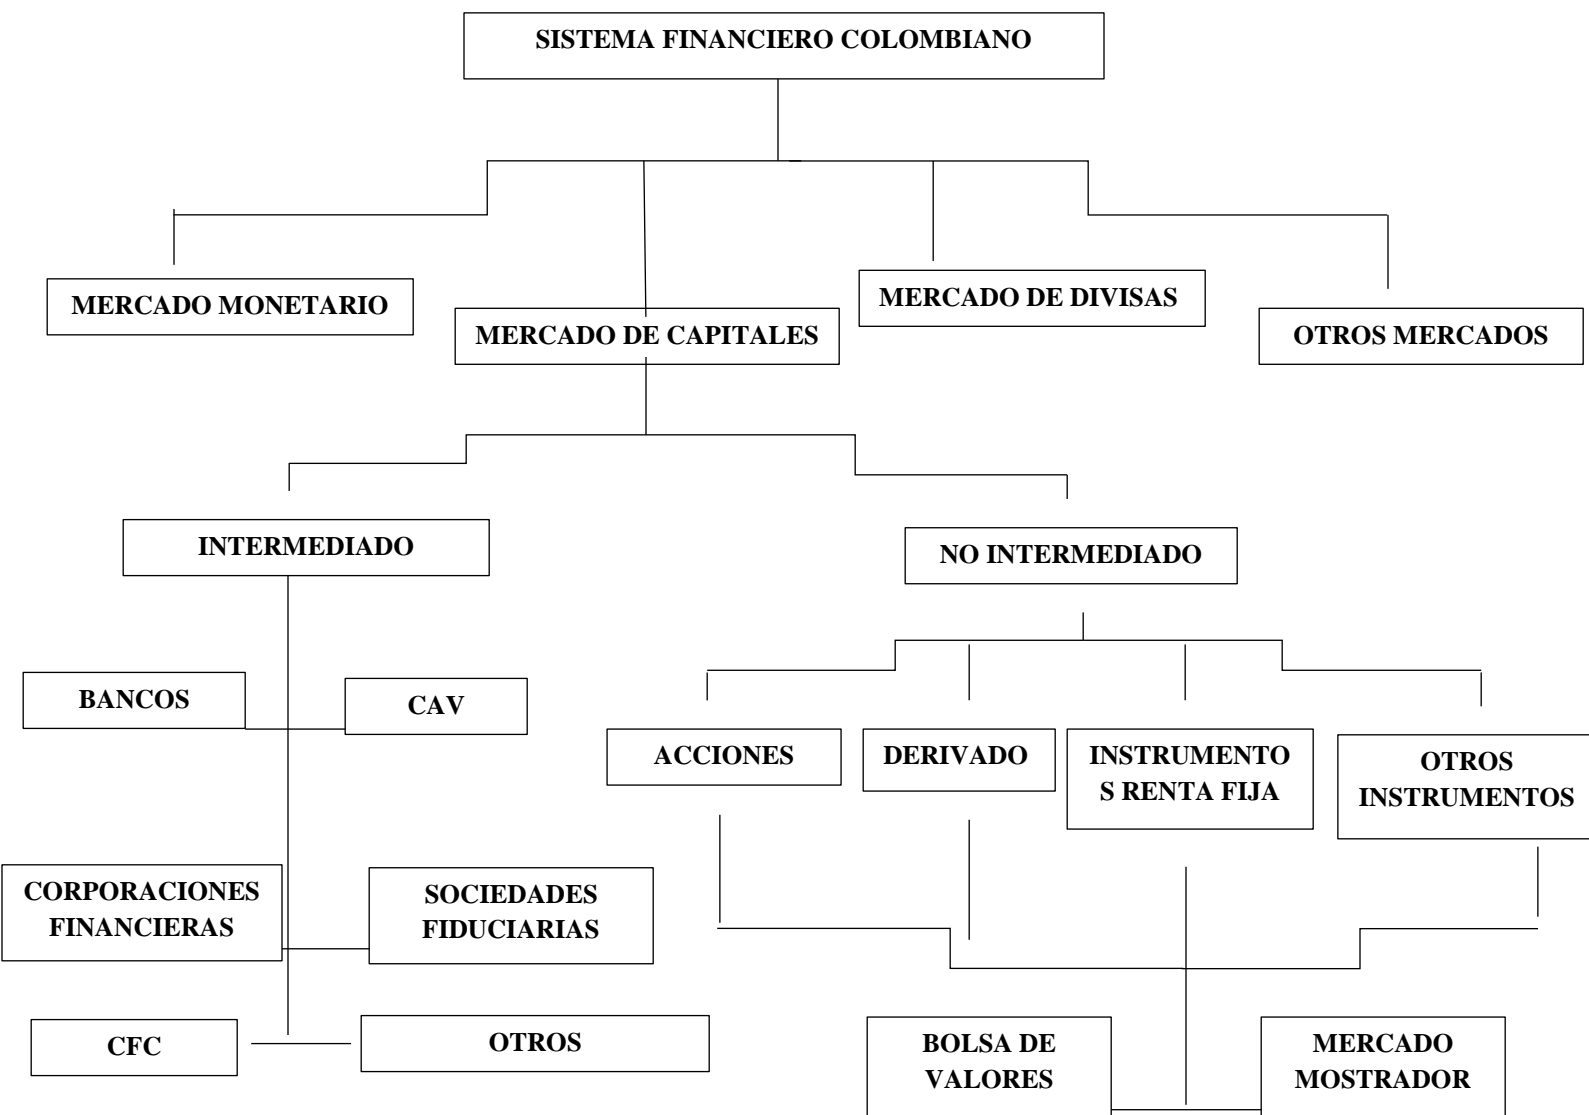 SISTEMA FINANCIERO COLOMBIANO
MERCADO MONETARIO
MERCADO DE CAPITALES
MERCADO DE DIVISAS
OTROS MERCADOS
INTERMEDIADO
NO INTERMEDIADO
BANCOS
CAV
ACCIONES
DERIVADO
INSTRUMENTO
S RENTA FIJA
OTROS
INSTRUMENTOS
CORPORACIONES
FINANCIERAS
SOCIEDADES
FIDUCIARIAS
CFC
OTROS
BOLSA DE
VALORES
MERCADO
MOSTRADOR